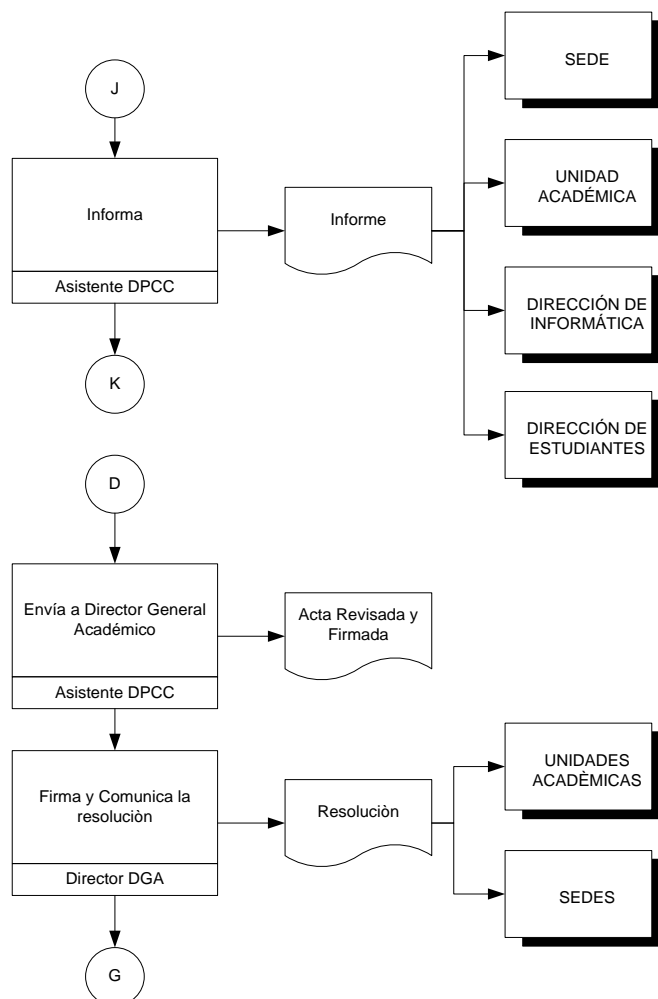 J
SEDE
Informa
Asistente DPCC
Informe
UNIDAD
ACADÉMICA
DIRECCIÓN DE
INFORMÁTICA
K
DIRECCIÓN DE
ESTUDIANTES
D
Envía a Director General
Académico
Asistente DPCC
Acta Revisada y
Firmada
Firma y Comunica la
resoluciòn
Director DGA
Resoluciòn
UNIDADES
ACADÈMICAS
SEDES
G